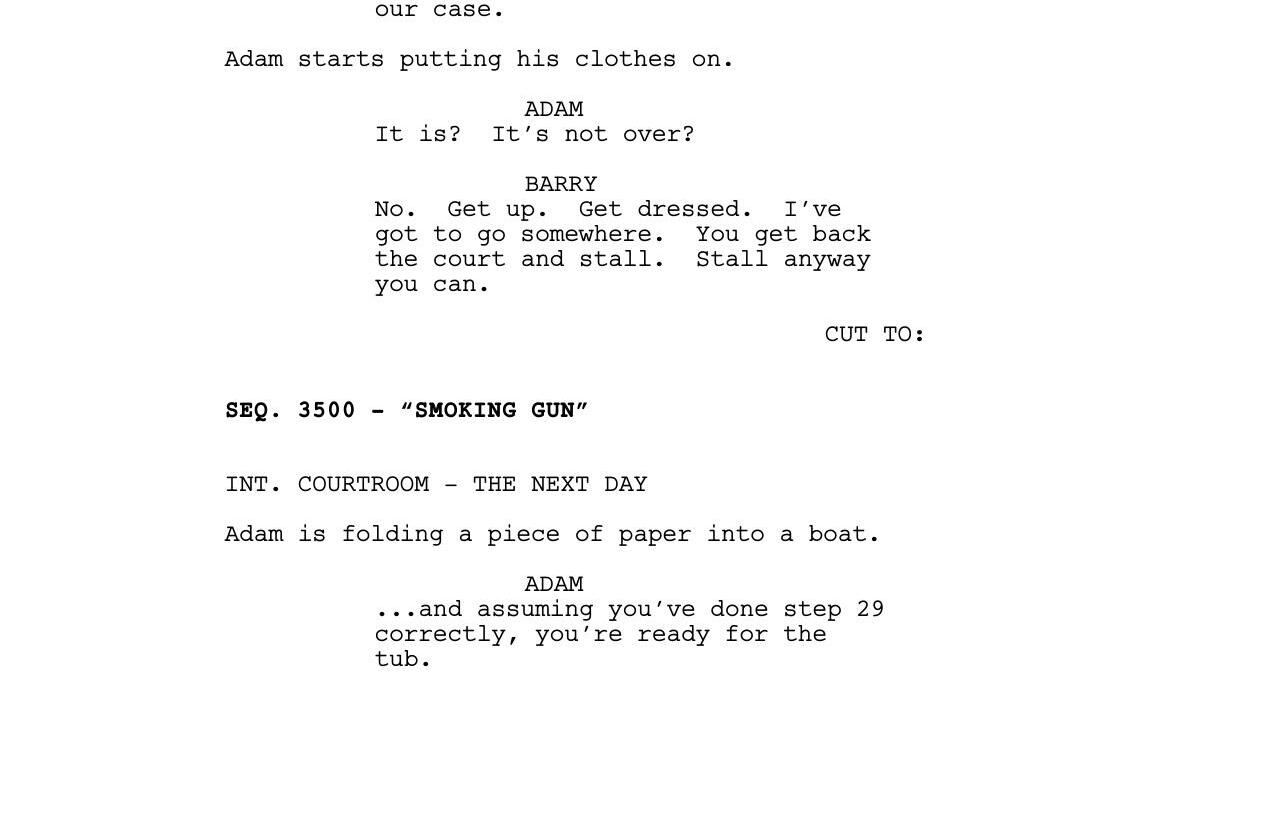 our case.
Adam starts putting his clothes on.
ADAM
It is?  It's not over?
BARRY
No.  Get up.  Get dressed.  I've
got to go somewhere.  You get back
the court and stall.  Stall anyway
you can.
CUT TO:
SEQ. 3500 - “SMOKING GUN”
INT. COURTROOM – THE NEXT DAY
Adam is folding a piece of paper into a boat.
ADAM
...and assuming you've done step 29
correctly, you're ready for the
tub.